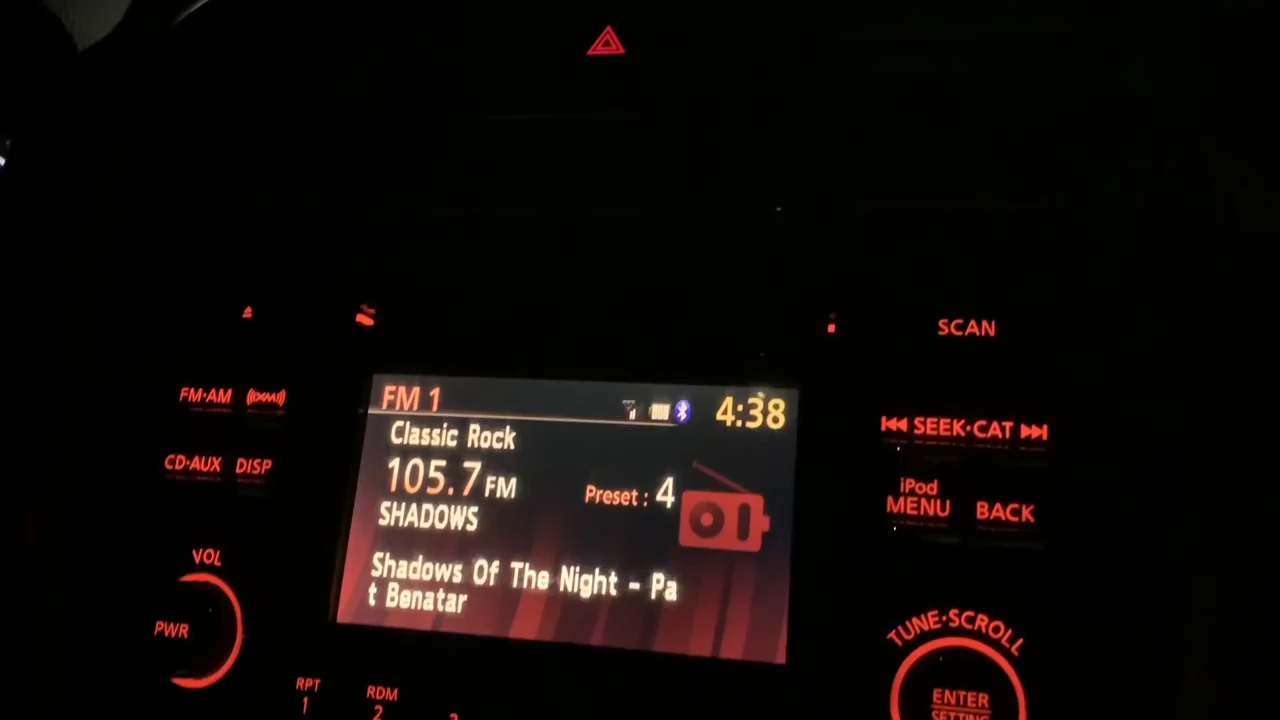 SCAN
FM·AM
((XM))
FM 1
4:38
SEEK·CAT
Classic Rock
CD·AUX DISP
105.7 FM
Preset : 4
iPod
MENU
BACK
SHADOWS
Shadows Of The Night - Pa
t Benatar
VOL
PWR
TUNE·SCROLL
RPT
1
RDM
2
ENTER
SETTING